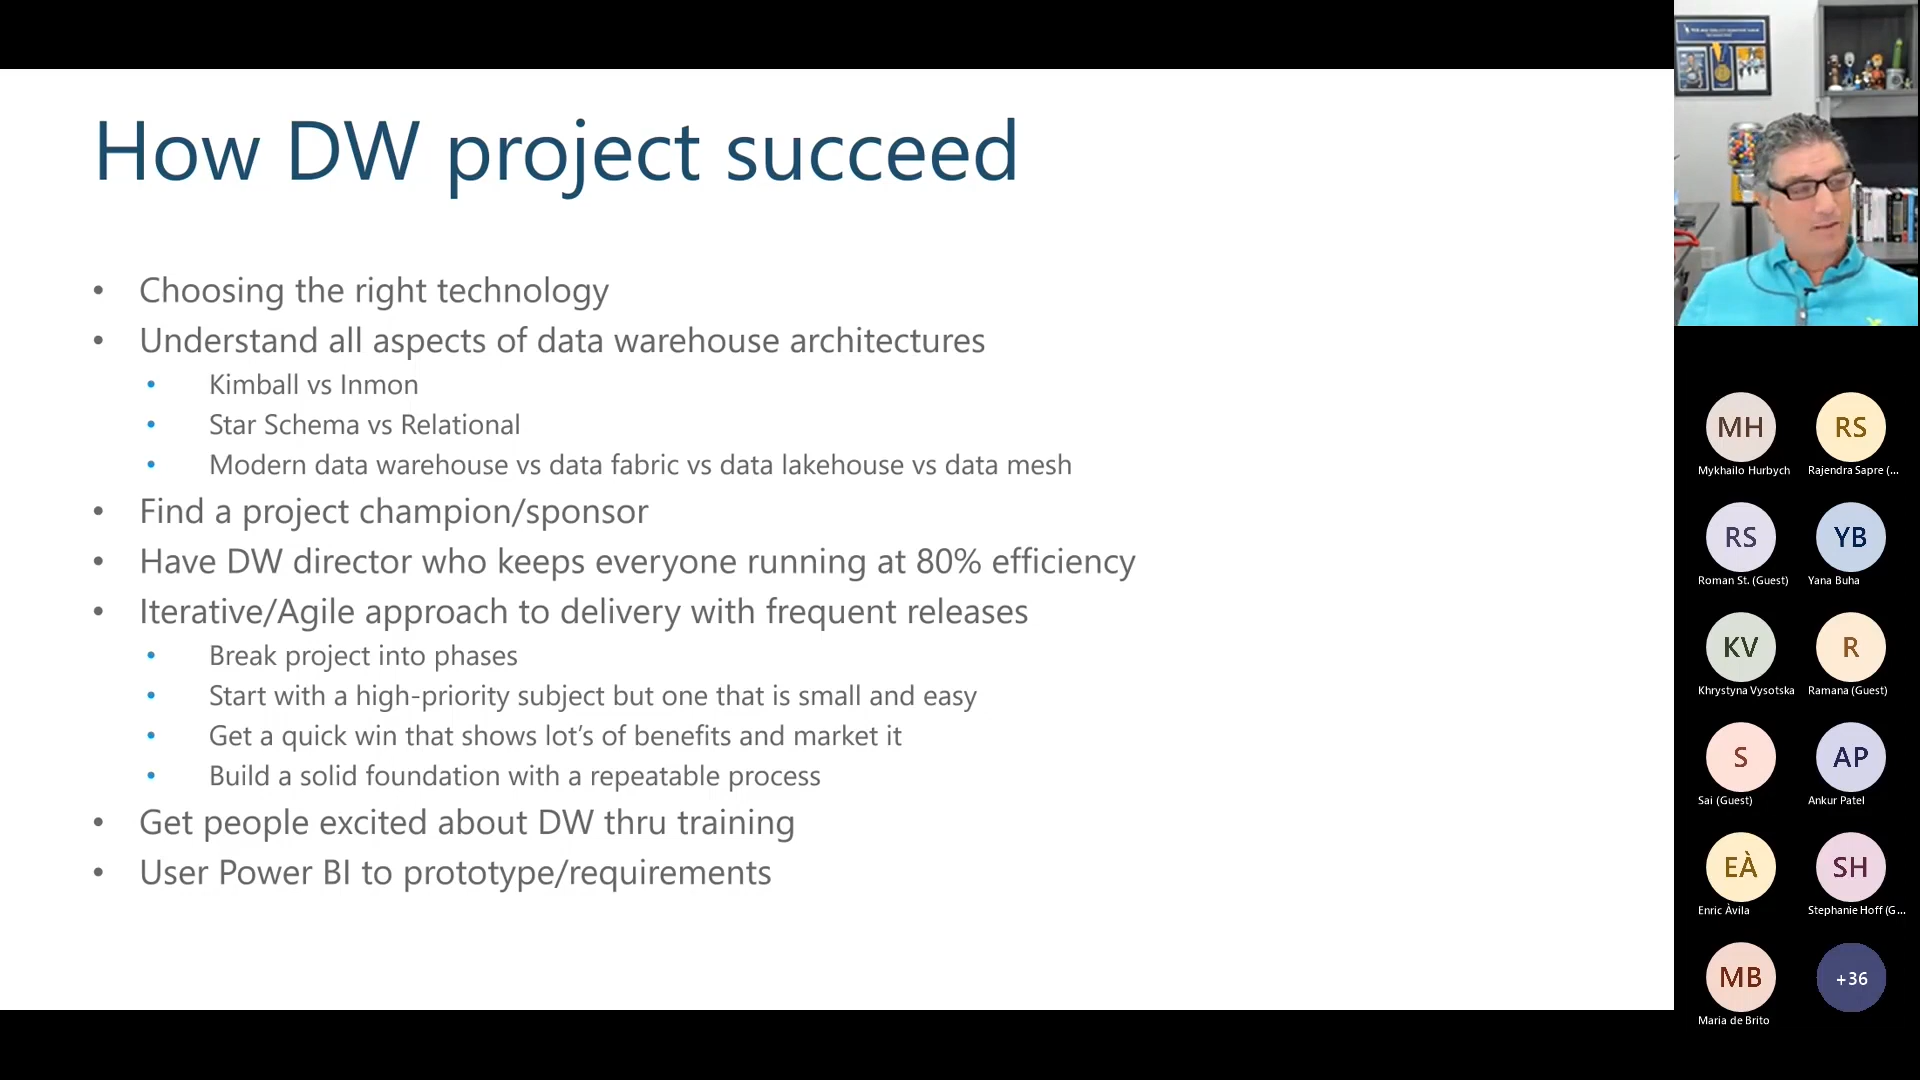 How DW project succeed
• Choosing the right technology
• Understand all aspects of data warehouse architectures
• Kimball vs Inmon
• Star Schema vs Relational
• Modern data warehouse vs data fabric vs data lakehouse vs data mesh
• Find a project champion/sponsor
• Have DW director who keeps everyone running at 80% efficiency
• Iterative/Agile approach to delivery with frequent releases
• Break project into phases
• Start with a high-priority subject but one that is small and easy
• Get a quick win that shows lot’s of benefits and market it
• Build a solid foundation with a repeatable process
• Get people excited about DW thru training
• User Power BI to prototype/requirements
MH
Mykhailo Hurbych
RS
Rajendra Sapre (...
RS
Roman St. (Guest)
YB
Yana Buha
KV
Khrystyna Vysotska
R
Ramana (Guest)
S
Sai (Guest)
AP
Ankur Patel
EÀ
Enric Àvila
SH
Stephanie Hoff (G...
MB
Maria de Brito
+36